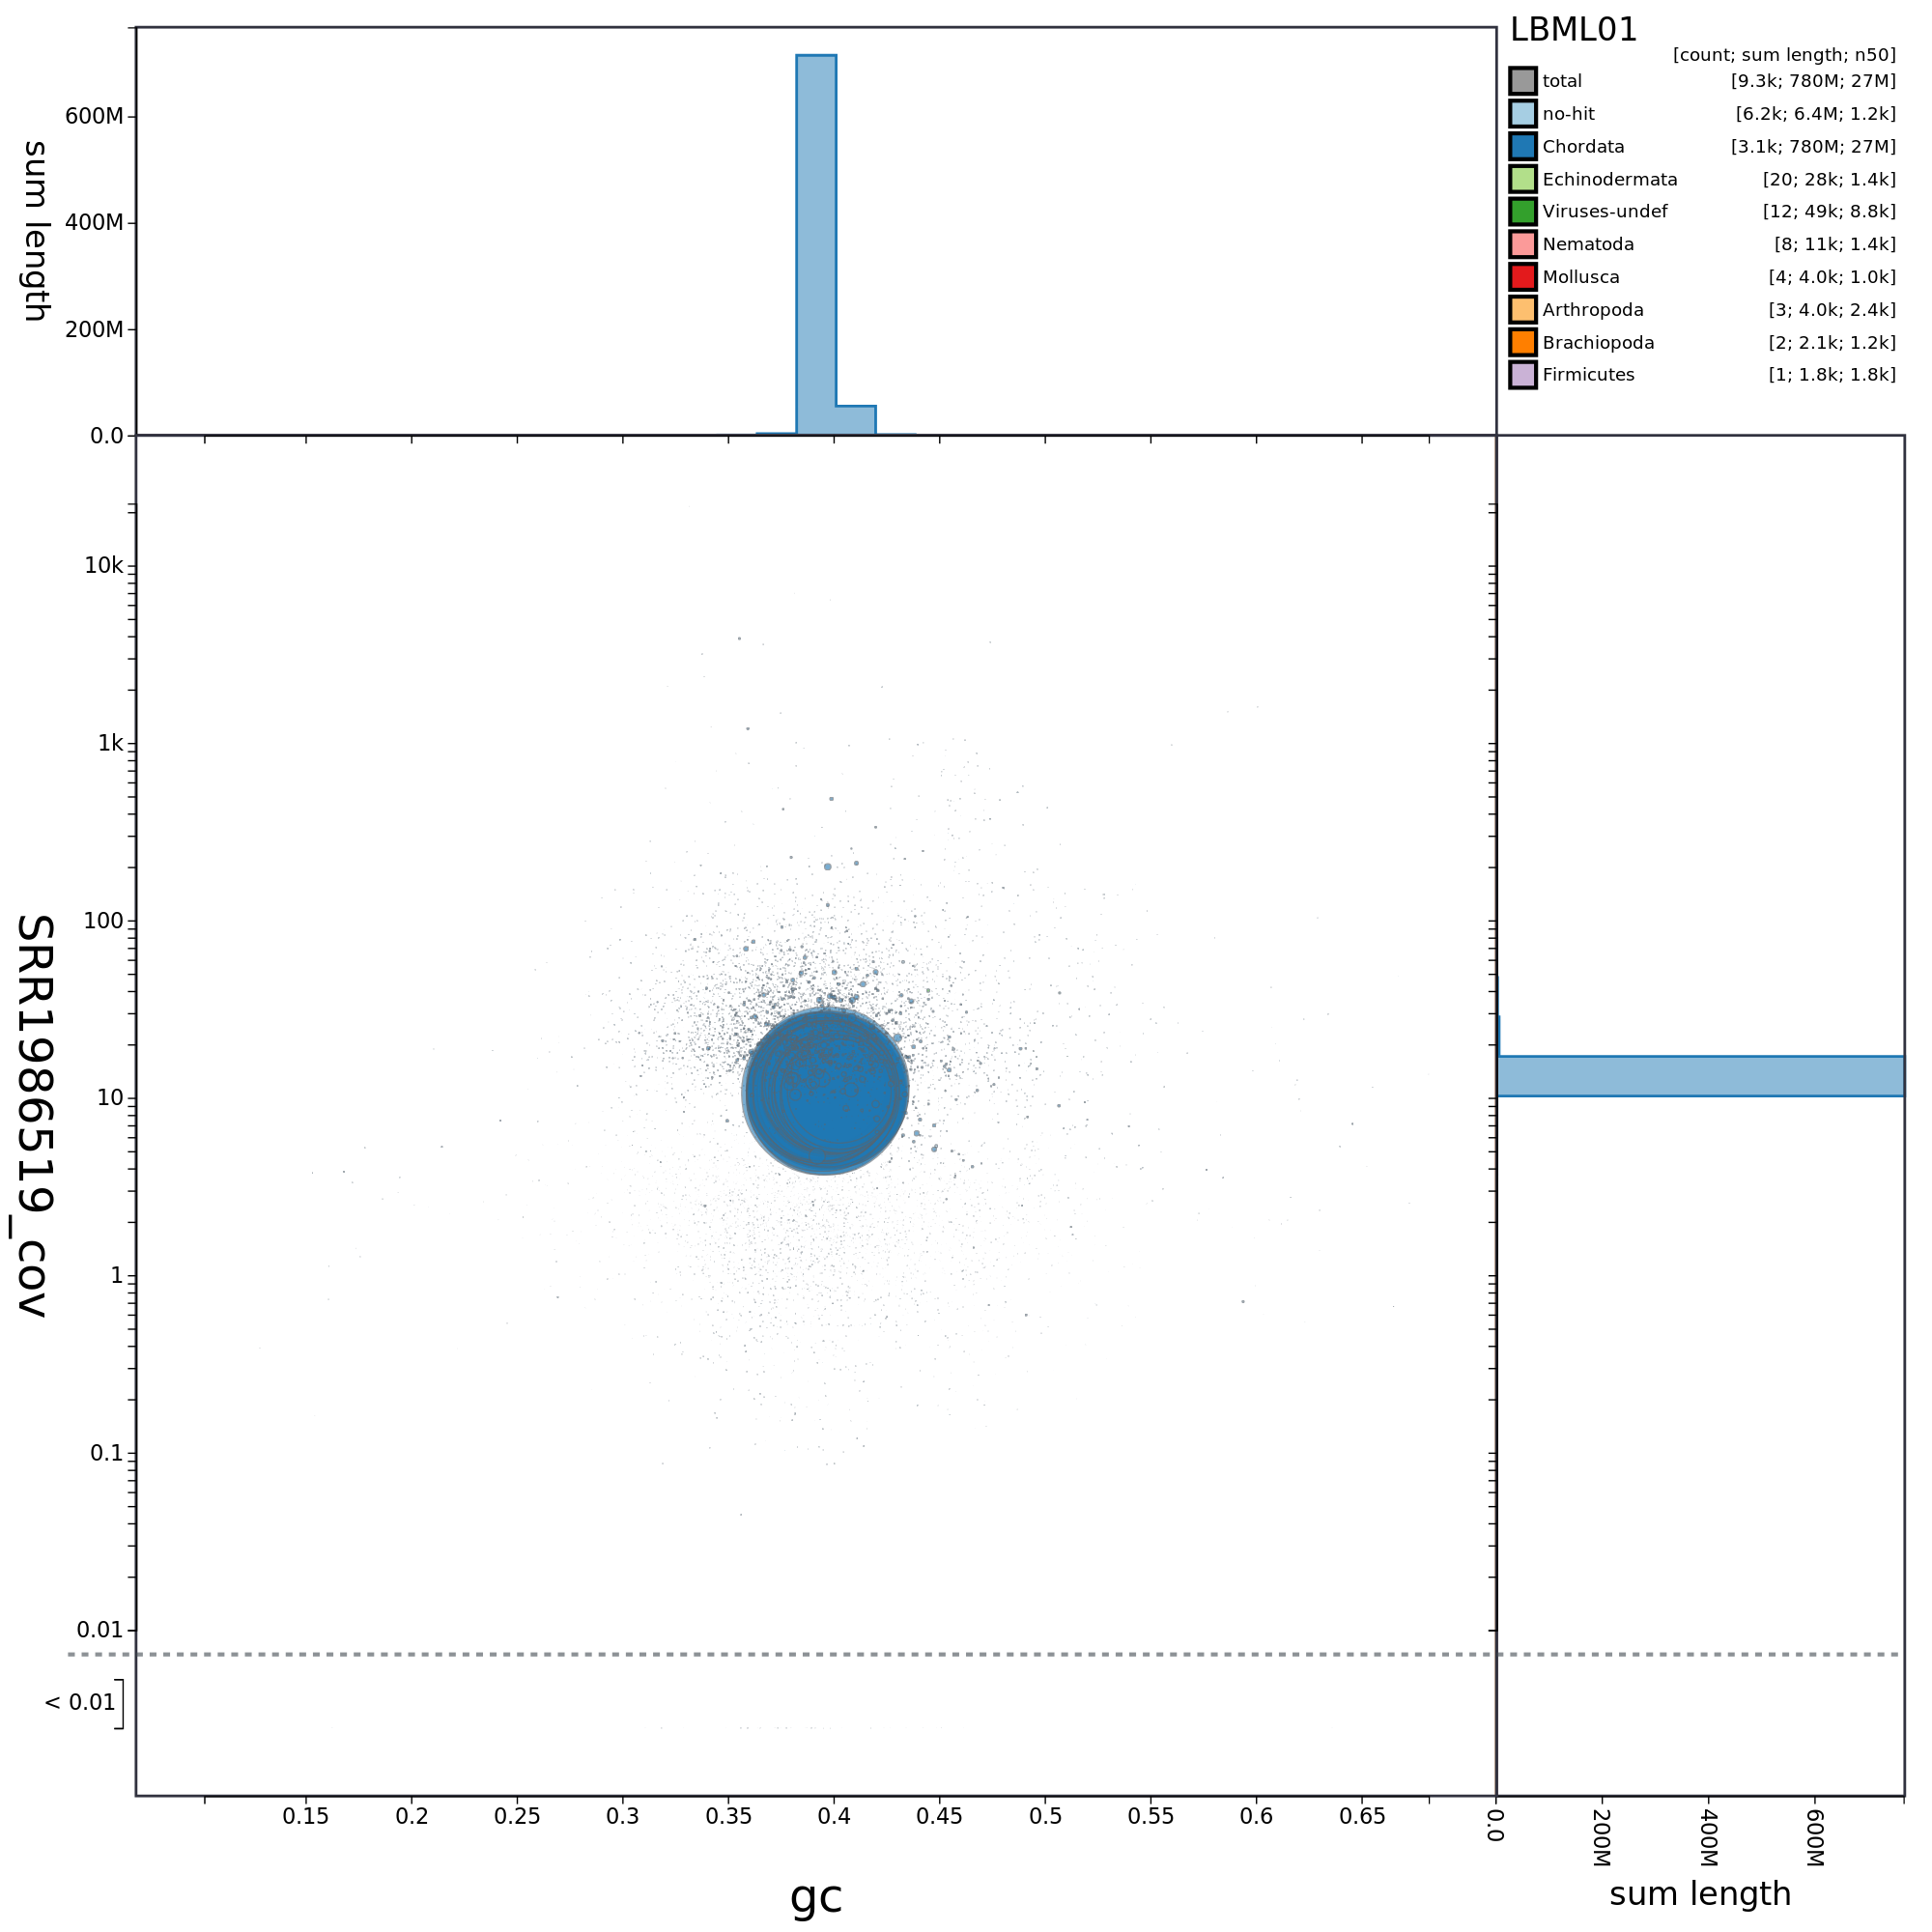 LBML01
[count; sum length; n50]
total [9.3k; 780M; 27M]
no-hit [6.2k; 6.4M; 1.2k]
Chordata [3.1k; 780M; 27M]
Echinodermata [20; 28k; 1.4k]
Viruses-undef [12; 49k; 8.8k]
Nematoda [8; 11k; 1.4k]
Mollusca [4; 4.0k; 1.0k]
Arthropoda [3; 4.0k; 2.4k]
Brachiopoda [2; 2.1k; 1.2k]
Firmicutes [1; 1.8k; 1.8k]
sum length
600M
400M
200M
0.0
SRR1986519_cov
10k
1k
100
10
1
0.1
0.01
< 0.01
0.15 0.2 0.25 0.3 0.35 0.4 0.45 0.5 0.55 0.6 0.65
gc
0.0 200M 400M 600M
sum length